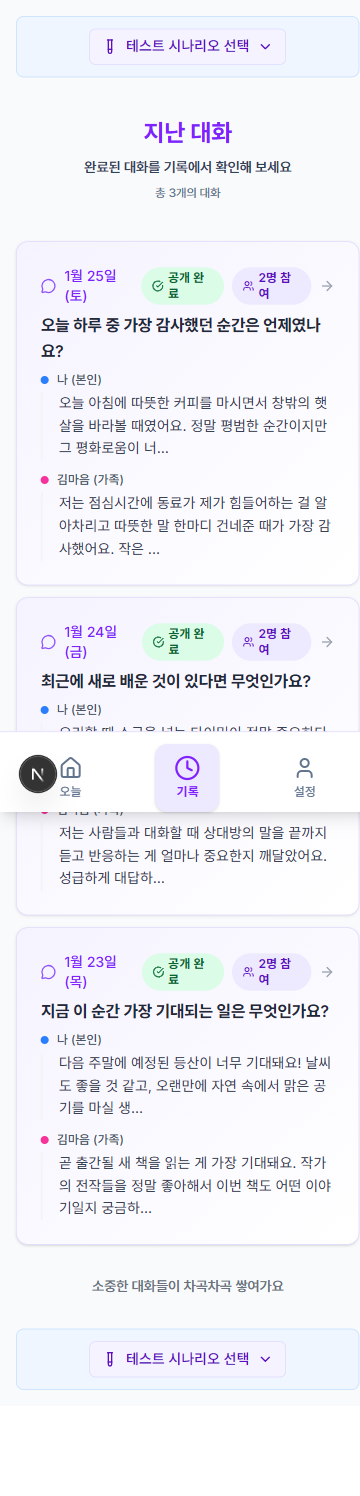 테스트 시나리오 선택
지난 대화
완료된 대화를 기록에서 확인해 보세요
총 3개의 대화
1월 25일
(토)
공개 완
료
2명 참
여
오늘 하루 중 가장 감사했던 순간은 언제였나
요?
나 (본인)
오늘 아침에 따뜻한 커피를 마시면서 창밖의 햇
살을 바라볼 때였어요. 정말 평범한 순간이지만
그 평화로움이 너...
김마음 (가족)
저는 점심시간에 동료가 제가 힘들어하는 걸 알
아차리고 따뜻한 말 한마디 건네준 때가 가장 감
사했어요. 작은 ...
1월 24일
(금)
공개 완
료
2명 참
여
최근에 새로 배운 것이 있다면 무엇인가요?
나 (본인)
N
오늘
기록
설정
저는 사람들과 대화할 때 상대방의 말을 끝까지
듣고 반응하는 게 얼마나 중요한지 깨달았어요.
성급하게 대답하...
1월 23일
(목)
공개 완
료
2명 참
여
지금 이 순간 가장 기대되는 일은 무엇인가요?
나 (본인)
다음 주말에 예정된 등산이 너무 기대돼요! 날씨
도 좋을 것 같고, 오랜만에 자연 속에서 맑은 공
기를 마실 생...
김마음 (가족)
곧 출간될 새 책을 읽는 게 가장 기대돼요. 작가
의 전작들을 정말 좋아해서 이번 책도 어떤 이야
기일지 궁금하...
소중한 대화들이 차곡차곡 쌓여가요
테스트 시나리오 선택